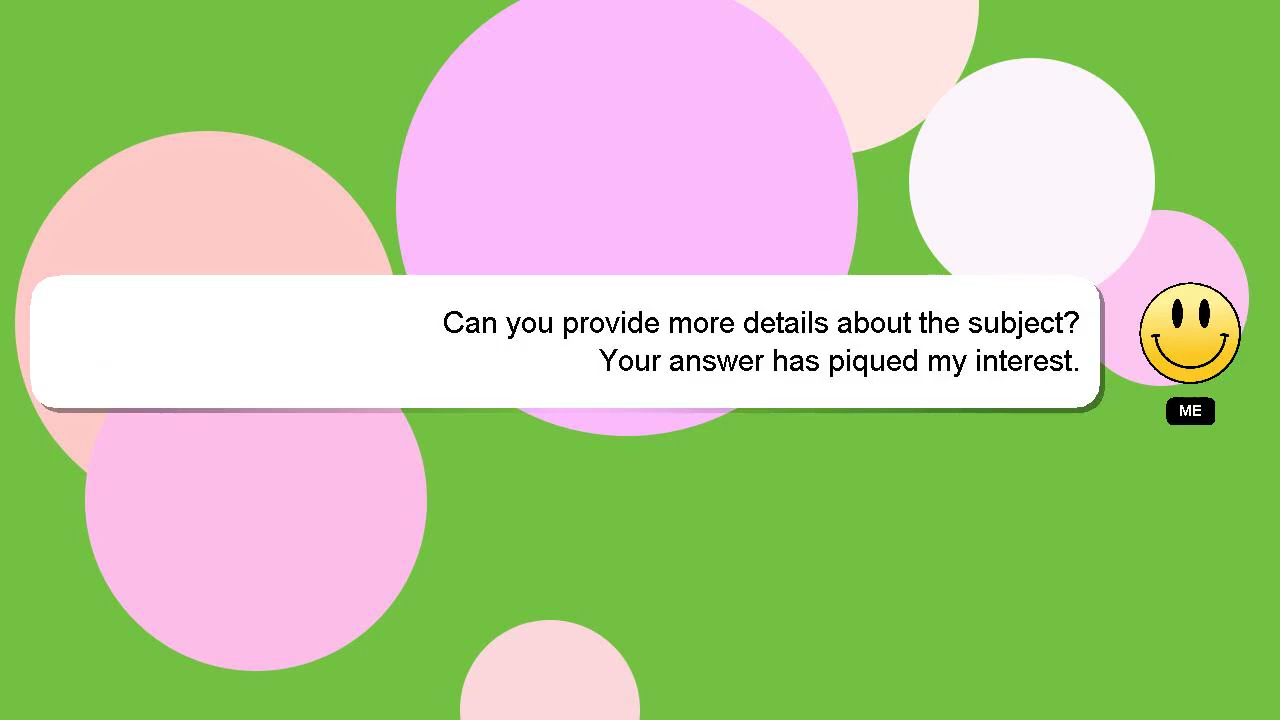 Can you provide more details about the subject?
Your answer has piqued my interest.
ME